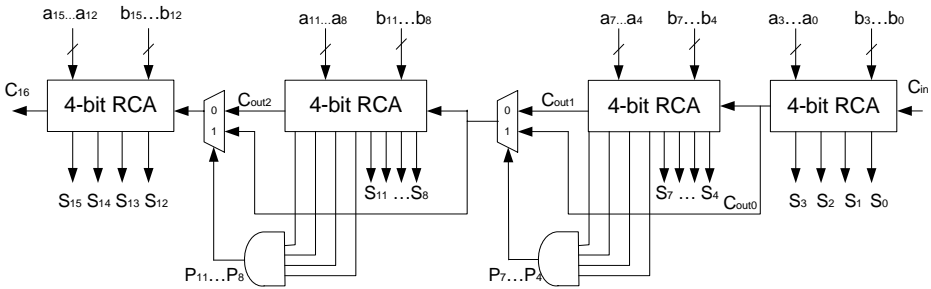 a15...a12 b15...b12 a11...a8 b11...b8 a7...a4 b7...b4 a3...a0 b3...b0
C16 4-bit RCA 0 1 Cout2 4-bit RCA 0 1 Cout1 4-bit RCA 4-bit RCA Cin
S15 S14 S13 S12 S11 ...S8 S7 ... S4 Cout0 S3 S2 S1 S0
P11...P8 P7...P4